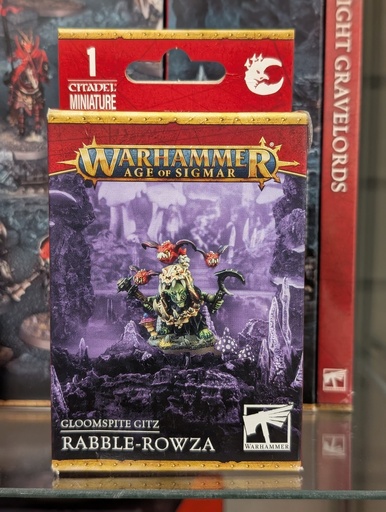 1
CITADEL
MINIATURE
WARHAMMER
AGE OF SIGMAR
GLOOMSPITE GITZ
RABBLE-ROWZA
WARHAMMER
IGHT GRAVELORDS